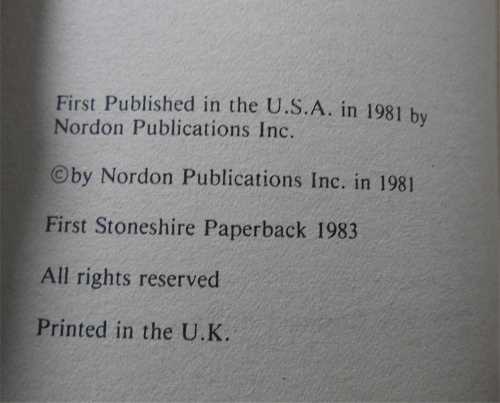 First Published in the U.S.A. in 1981 by
Nordon Publications Inc.
©by Nordon Publications Inc. in 1981
First Stoneshire Paperback 1983
All rights reserved
Printed in the U.K.